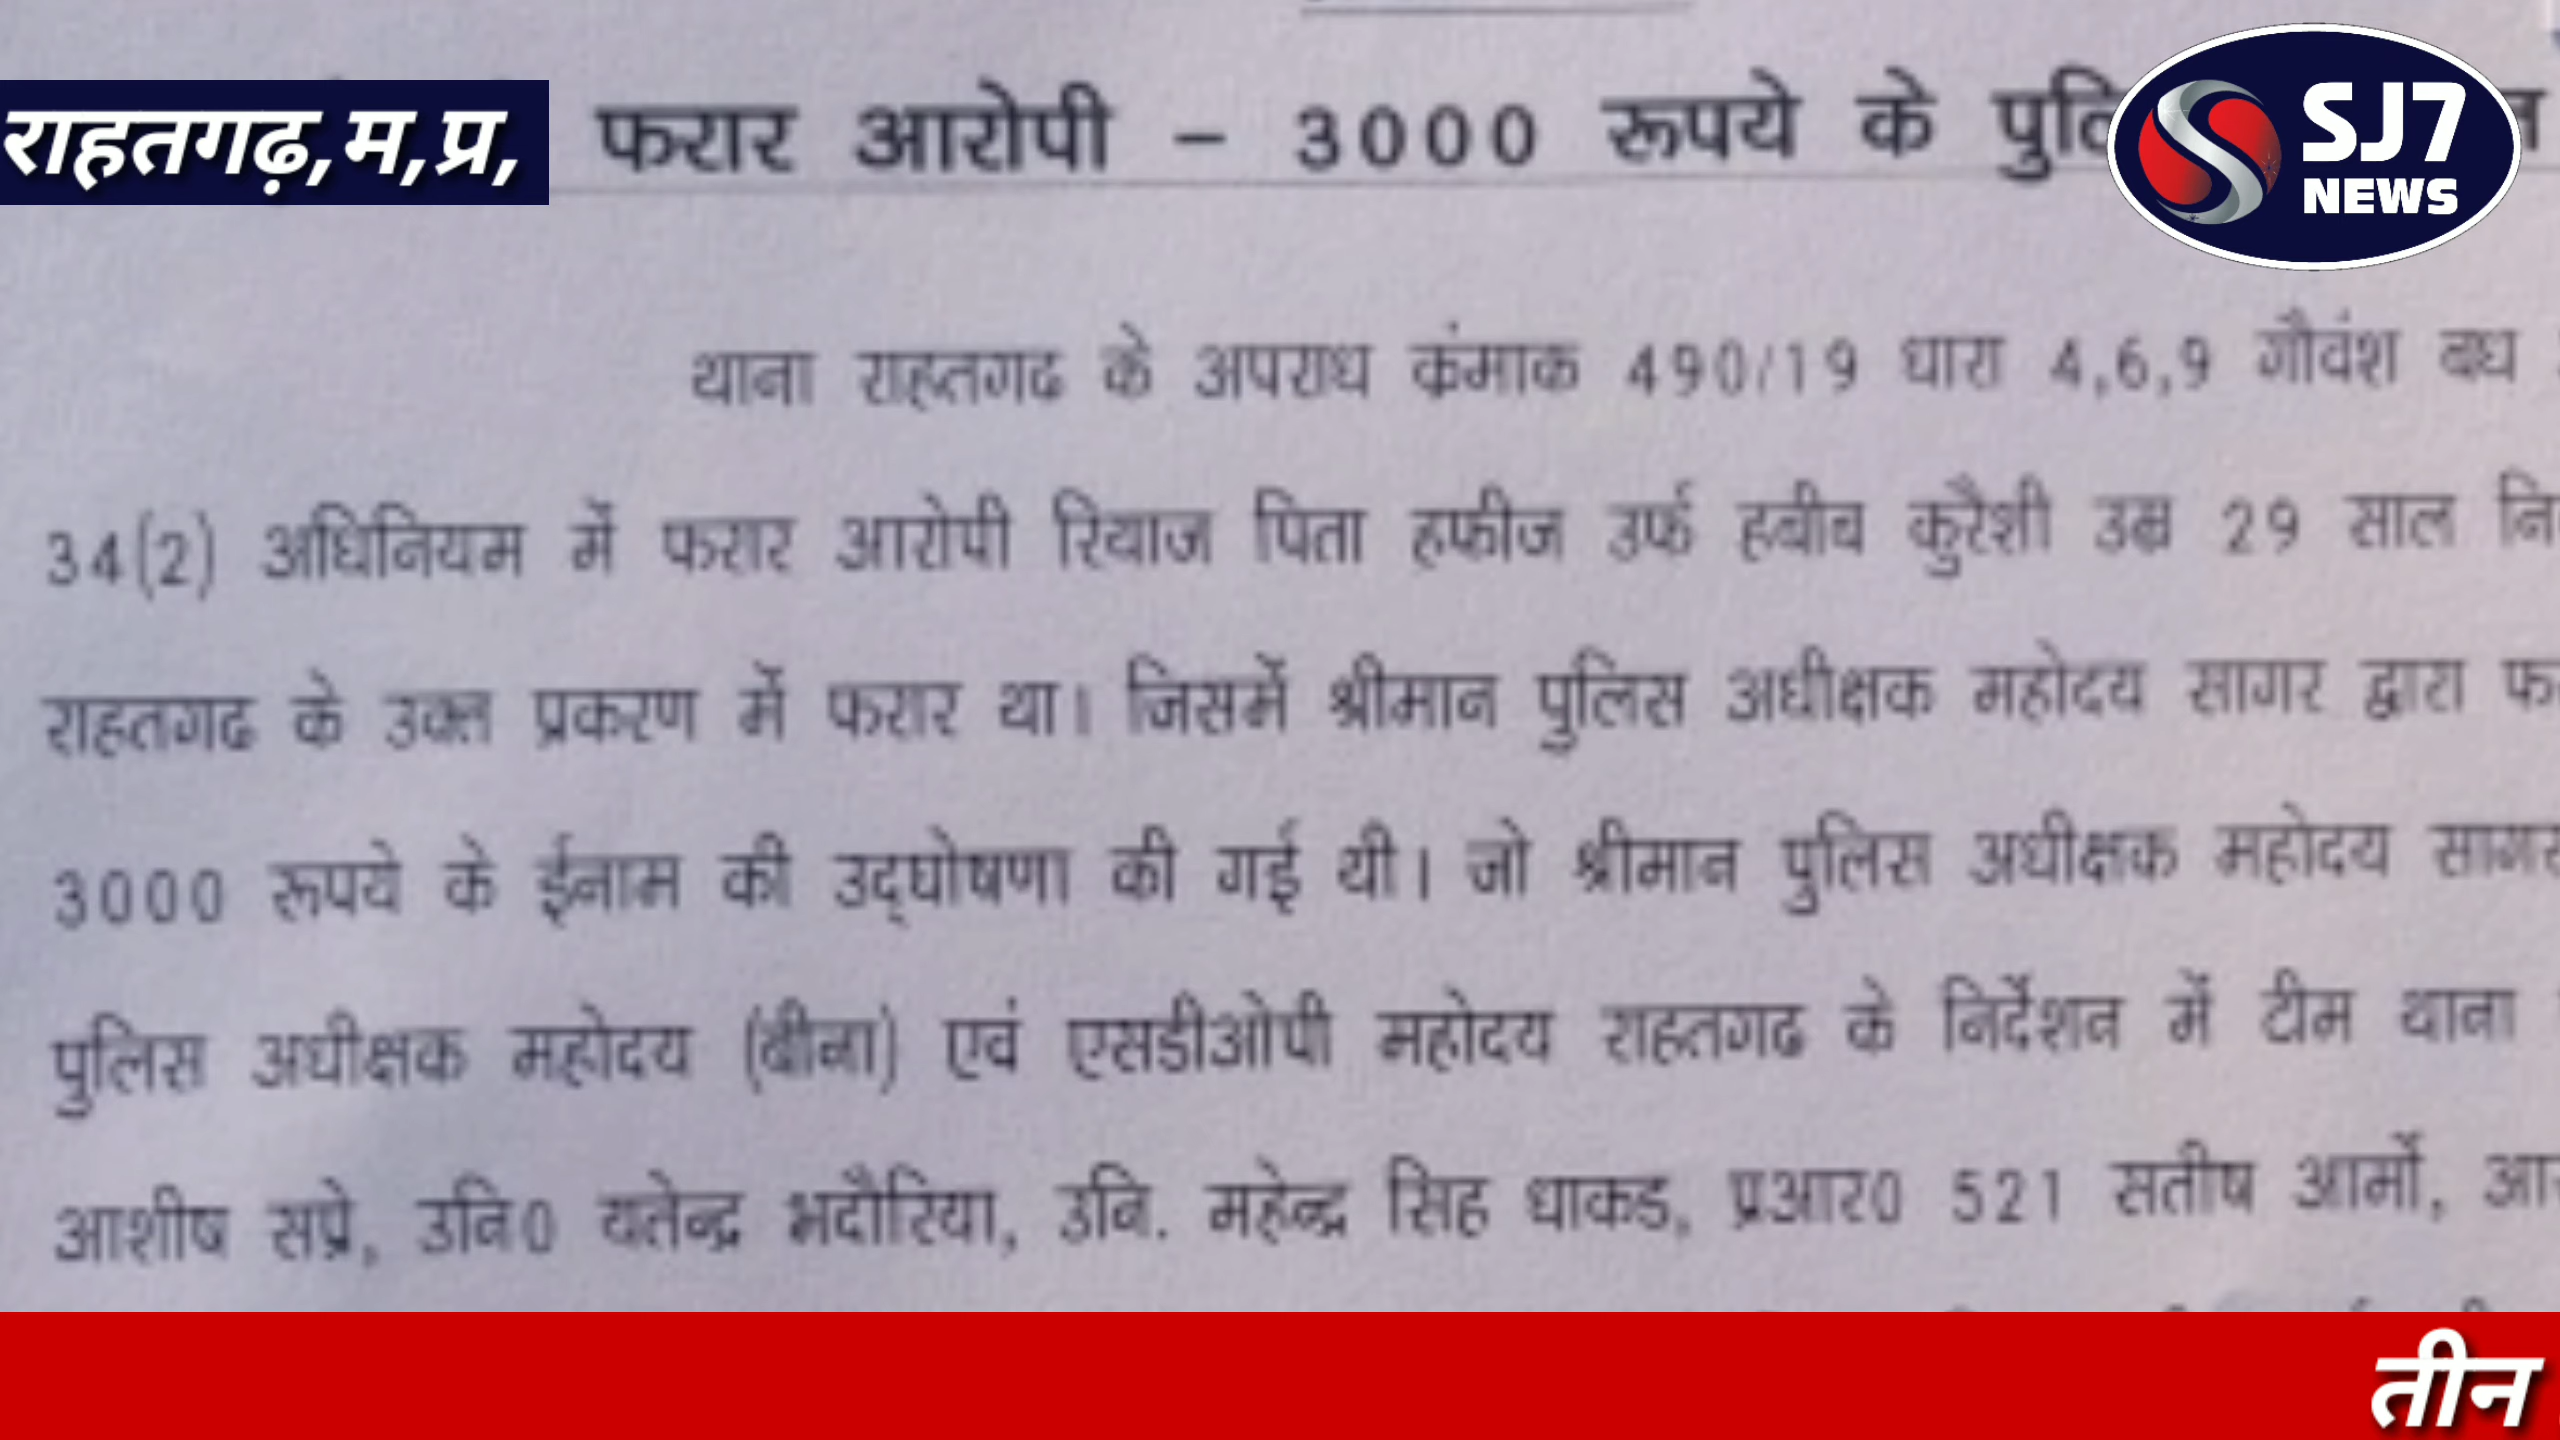 राहतगढ़,म,प्र,
फरार आरोपी – 3000 रूपये के
SJ7
NEWS
थाना राहतगढ के अपराध क्रंमाक 490/19 धारा 4,6,9 गौवंश बध
34(2) अधिनियम में फरार आरोपी रियाज पिता हफीज उर्फ हबीब कुरैशी उम्र 29 साल
राहतगढ के उक्त प्रकरण में फरार था। जिसमें श्रीमान पुलिस अधीक्षक महोदय सागर द्वारा
3000 रूपये के ईनाम की उद्घोषणा की गई थी। जो श्रीमान पुलिस अधीक्षक महोदय सागर
पुलिस अधीक्षक महोदय (बीना) एवं एसडीओपी महोदय राहतगढ के निर्देशन में टीम थाना
आशीष सप्रे, उनि0 यतेन्द्र भदौरिया, उनि. महेन्द्र सिह धाकड, प्रआर0 521 सतीष आर्मो,
तीन